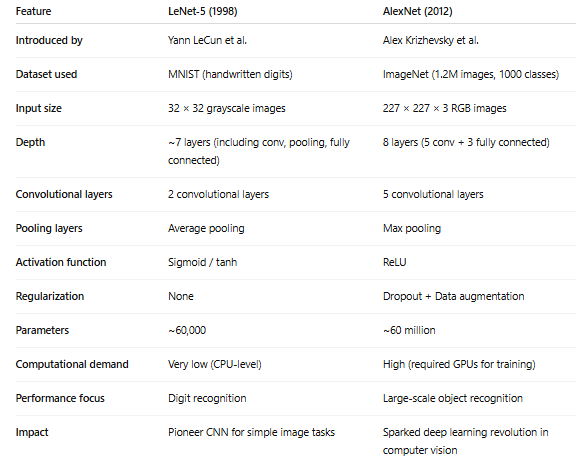 Feature LeNet-5 (1998) AlexNet (2012)
Introduced by Yann LeCun et al. Alex Krizhevsky et al.
Dataset used MNIST (handwritten digits) ImageNet (1.2M images, 1000 classes)
Input size 32 × 32 grayscale images 227 × 227 × 3 RGB images
Depth ~7 layers (including conv, pooling, fully 8 layers (5 conv + 3 fully connected)
connected)
Convolutional layers 2 convolutional layers 5 convolutional layers
Pooling layers Average pooling Max pooling
Activation function Sigmoid / tanh ReLU
Regularization None Dropout + Data augmentation
Parameters ~60,000 ~60 million
Computational demand Very low (CPU-level) High (required GPUs for training)
Performance focus Digit recognition Large-scale object recognition
Impact Pioneer CNN for simple image tasks Sparked deep learning revolution in
computer vision